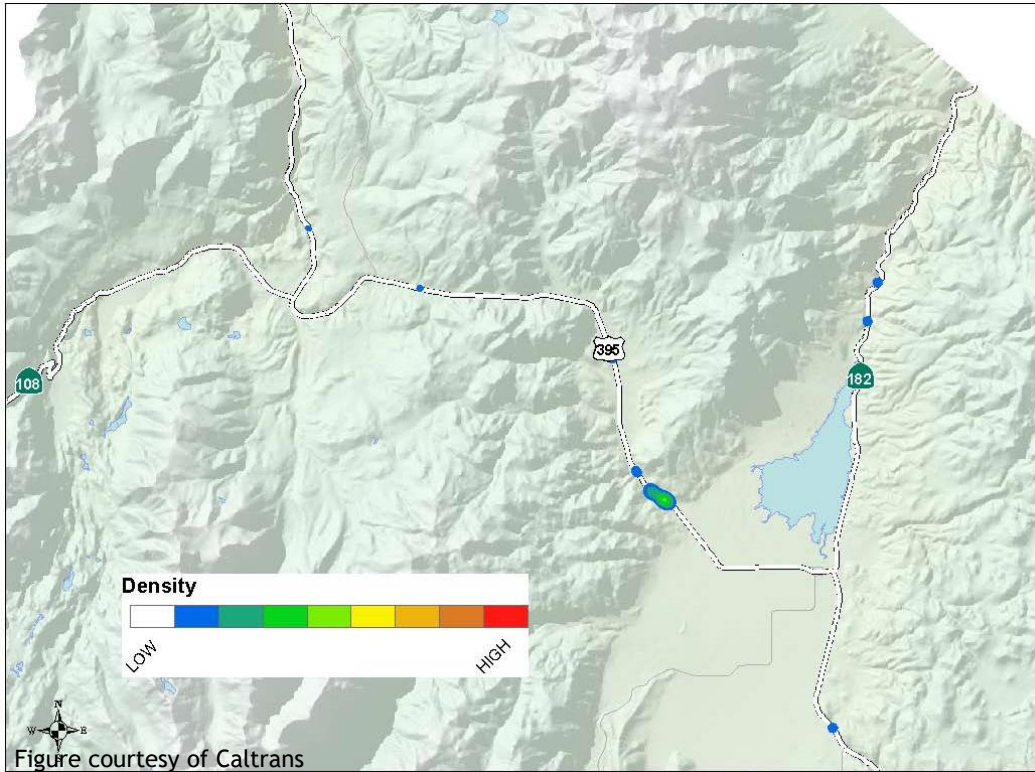 395
108
182
Density
LOW
HIGH
N
W
E
S
Figure courtesy of Caltrans